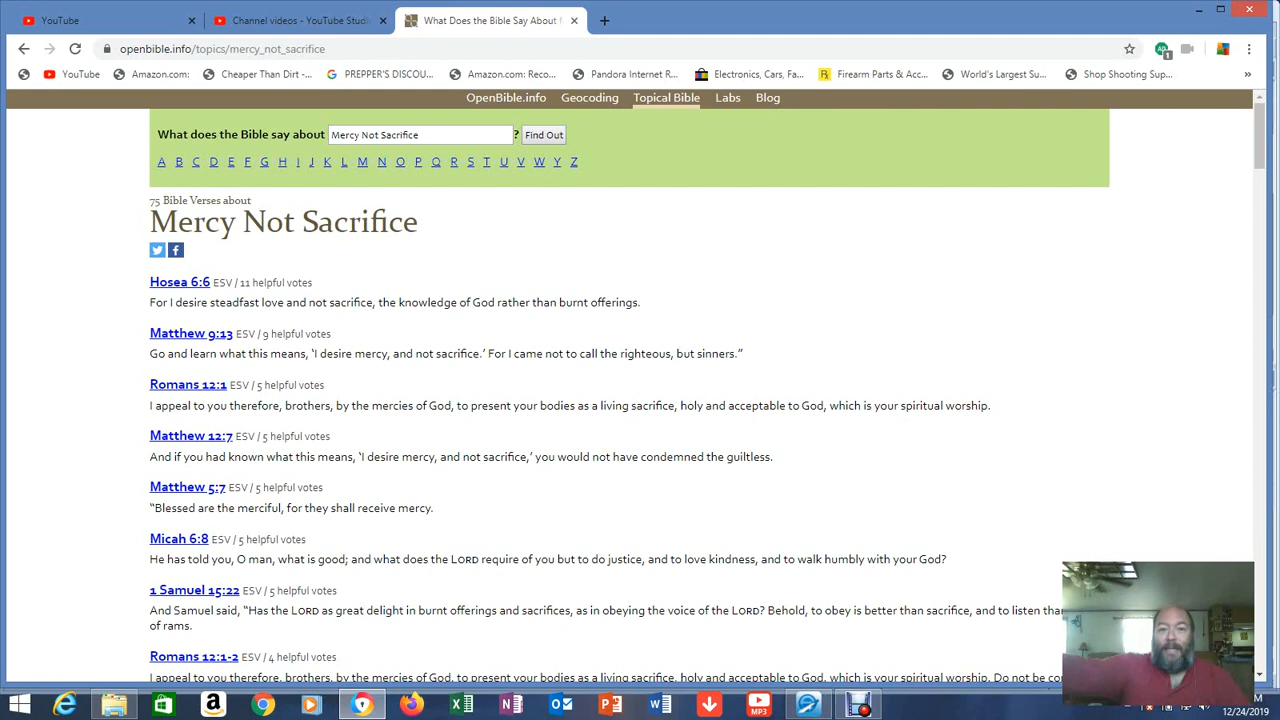 YouTube
Channel videos - YouTube Studi
What Does the Bible Say About
openbible.info/topics/mercy_not_sacrifice
1
YouTube
Amazon.com:
Cheaper Than Dirt -...
PREPPER'S DISCOU...
Amazon.com: Reco...
Pandora Internet R...
Electronics, Cars, Fa...
Firearm Parts & Acc...
World's Largest Su...
Shop Shooting Sup...
»
OpenBible.info Geocoding Topical Bible Labs Blog
What does the Bible say about Mercy Not Sacrifice ? Find Out
A B C D E F G H I J K L M N O P Q R S T U V W Y Z
75 Bible Verses about
Mercy Not Sacrifice
Hosea 6:6 ESV / 11 helpful votes
For I desire steadfast love and not sacrifice, the knowledge of God rather than burnt offerings.
Matthew 9:13 ESV / 9 helpful votes
Go and learn what this means, ‘I desire mercy, and not sacrifice.’ For I came not to call the righteous, but sinners.”
Romans 12:1 ESV / 5 helpful votes
I appeal to you therefore, brothers, by the mercies of God, to present your bodies as a living sacrifice, holy and acceptable to God, which is your spiritual worship.
Matthew 12:7 ESV / 5 helpful votes
And if you had known what this means, ‘I desire mercy, and not sacrifice,’ you would not have condemned the guiltless.
Matthew 5:7 ESV / 5 helpful votes
“Blessed are the merciful, for they shall receive mercy.
Micah 6:8 ESV / 5 helpful votes
He has told you, O man, what is good; and what does the LORD require of you but to do justice, and to love kindness, and to walk humbly with your God?
1 Samuel 15:22 ESV / 5 helpful votes
And Samuel said, “Has the LORD as great delight in burnt offerings and sacrifices, as in obeying the voice of the LORD? Behold, to obey is better than sacrifice, and to listen tha
of rams.
Romans 12:1-2 ESV / 4 helpful votes
I appeal to you therefore, brothers, by the mercies of God, to present your bodies as a living sacrifice, holy and acceptable to God, which is your spiritual worship. Do not be co
MP3
12/24/2019